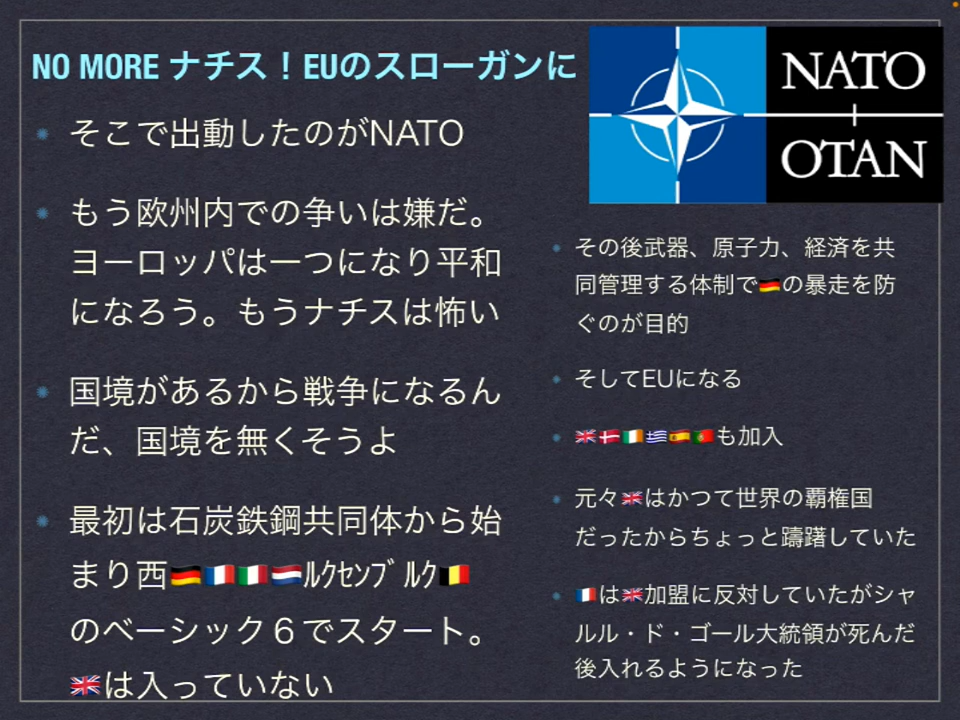 NO MORE ナチス！EUのスローガンに
そこで出動したのがNATO
もう欧州内での争いは嫌だ。
ヨーロッパは一つになり平和
になろう。もうナチスは怖い
国境があるから戦争になるん
だ、国境を無くそうよ
最初は石炭鉄鋼共同体から始
まり西🇩🇪🇫🇷🇮🇹🇳🇱ﾙｸｾﾝﾌﾞﾙｸ🇧🇪
のベーシック６でスタート。
🇬🇧は入っていない
NATO
OTAN
その後武器、原子力、経済を共
同管理する体制で🇩🇪の暴走を防
ぐのが目的
そしてEUになる
🇬🇧🇩🇰🇮🇪🇬🇷🇪🇸🇵🇹も加入
元々🇬🇧はかつて世界の覇権国
だったからちょっと躊躇していた
🇫🇷は🇬🇧加盟に反対していたがシャ
ルル・ド・ゴール大統領が死んだ
後入れるようになった